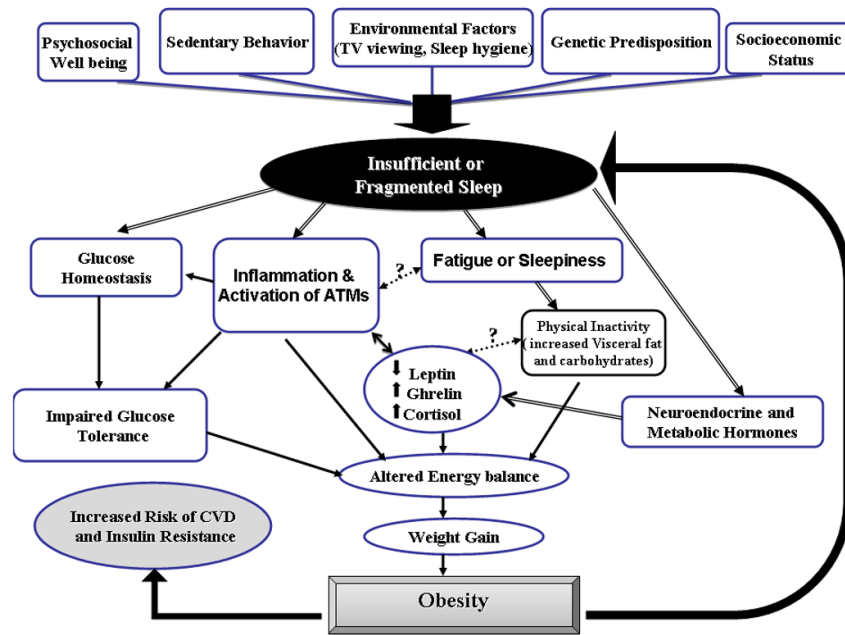 Psychosocial
Well being
Sedentary Behavior
Environmental Factors
(TV viewing, Sleep hygiene)
Genetic Predisposition
Socioeconomic
Status
Insufficient or
Fragmented Sleep
Glucose
Homeostasis
Inflammation &
Activation of ATMs
?
Fatigue or Sleepiness
?
Physical Inactivity
( increased Visceral fat
and carbohydrates)
Leptin
Ghrelin
Cortisol
Impaired Glucose
Tolerance
Neuroendocrine and
Metabolic Hormones
Altered Energy balance
Increased Risk of CVD
and Insulin Resistance
Weight Gain
Obesity